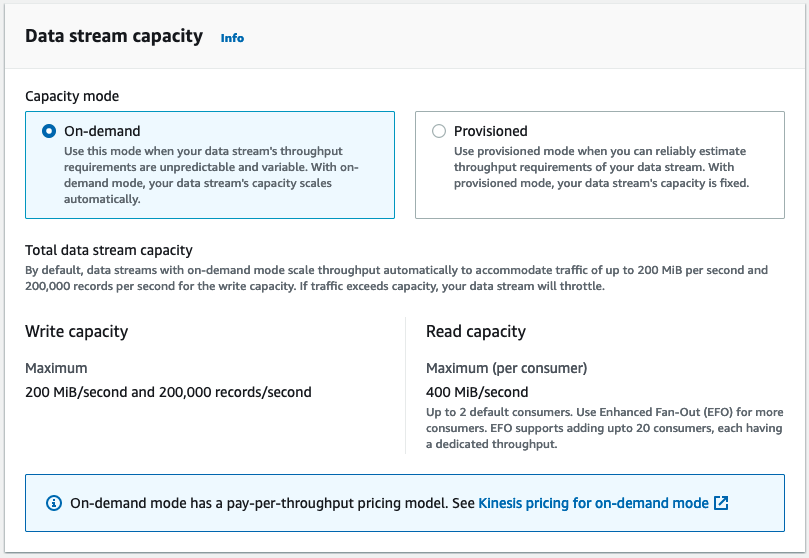 Data stream capacity Info
Capacity mode
On-demand
Use this mode when your data stream's throughput
requirements are unpredictable and variable. With on-
demand mode, your data stream's capacity scales
automatically.
Provisioned
Use provisioned mode when you can reliably estimate
throughput requirements of your data stream. With
provisioned mode, your data stream's capacity is fixed.
Total data stream capacity
By default, data streams with on-demand mode scale throughput automatically to accommodate traffic of up to 200 MiB per second and
200,000 records per second for the write capacity. If traffic exceeds capacity, your data stream will throttle.
Write capacity
Maximum
200 MiB/second and 200,000 records/second
Read capacity
Maximum (per consumer)
400 MiB/second
Up to 2 default consumers. Use Enhanced Fan-Out (EFO) for more
consumers. EFO supports adding upto 20 consumers, each having
a dedicated throughput.
On-demand mode has a pay-per-throughput pricing model. See Kinesis pricing for on-demand mode